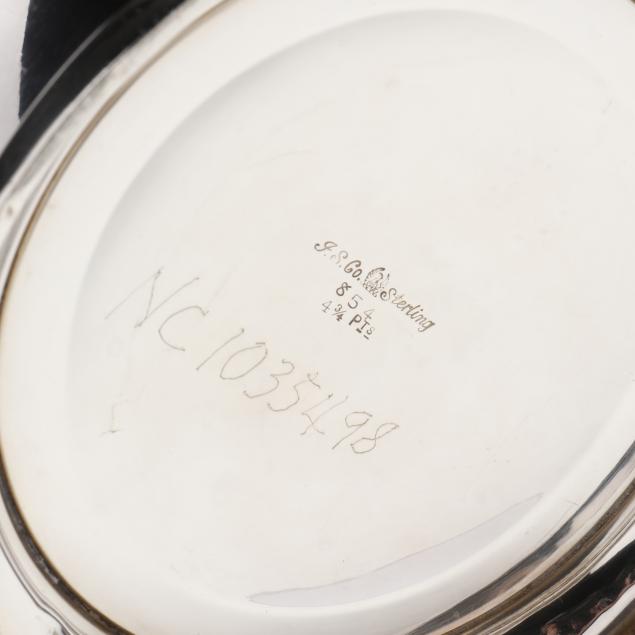 I.S.Co. Sterling
854
4¾ PTs
NC1035498